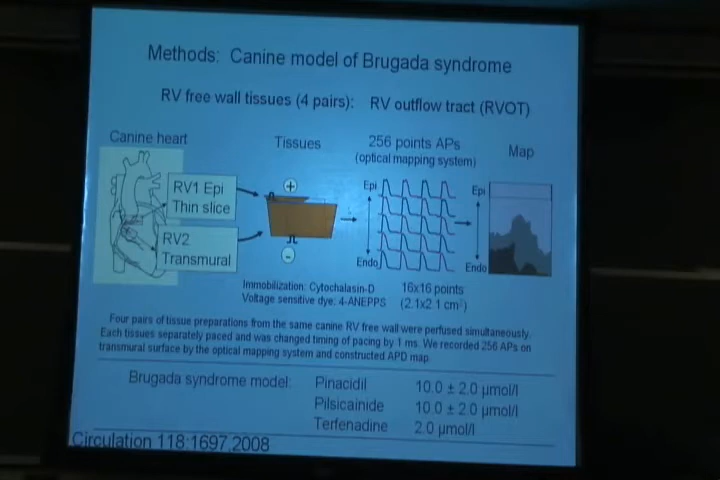 Methods: Canine model of Brugada syndrome
RV free wall tissues (4 pairs): RV outflow tract (RVOT)
Canine heart
Tissues
256 points APs
(optical mapping system)
Map
RV1 Epi
Thin slice
RV2
Transmural
+
-
Epi
Endo
Epi
Endo
Immobilization: Cytochalasin-D
Voltage sensitive dye: 4-ANEPPS
16x16 points
(2.1x2.1 cm²)
Four pairs of tissue preparations from the same canine RV free wall were perfused simultaneously.
Each tissues separately paced and was changed timing of pacing by 1 ms. We recorded 256 APs on
transmural surface by the optical mapping system and constructed APD map.
Brugada syndrome model: Pinacidil 10.0 ± 2.0 μmol/l
Pilsicainide 10.0 ± 2.0 μmol/l
Terfenadine 2.0 μmol/l
Circulation 118:1697,2008